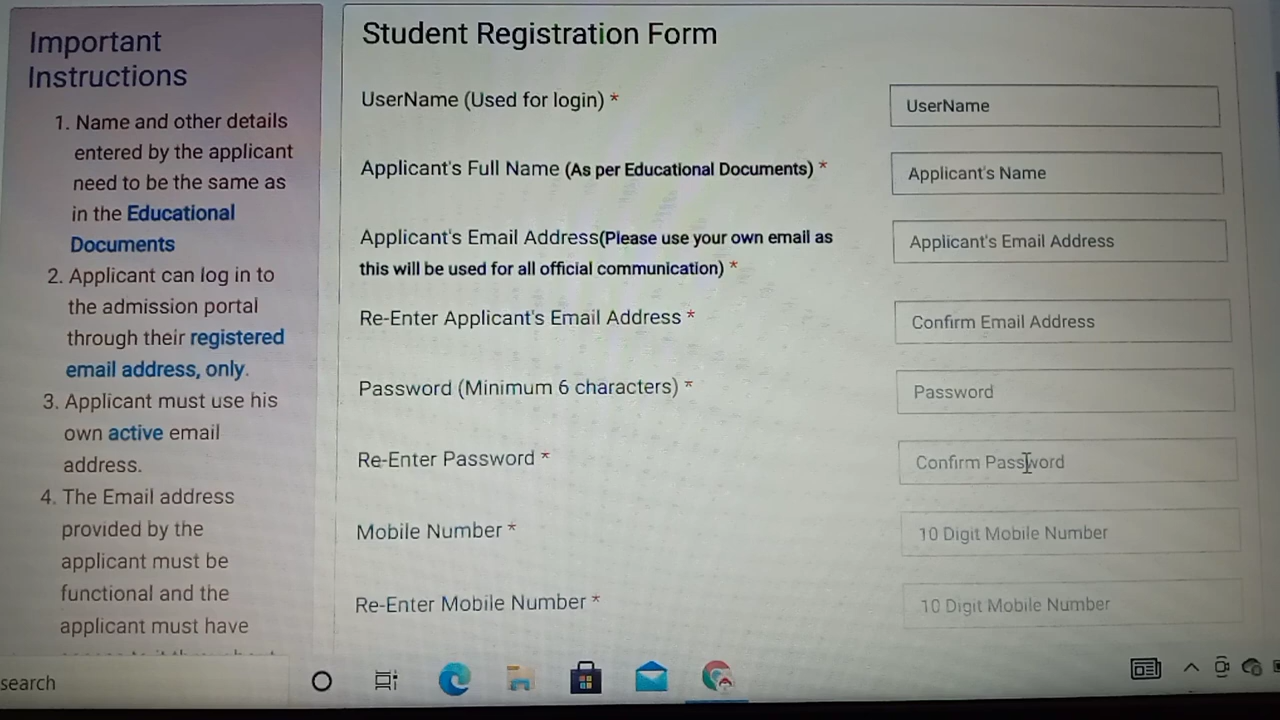 Important
Instructions
1. Name and other details
entered by the applicant
need to be the same as
in the Educational
Documents
2. Applicant can log in to
the admission portal
through their registered
email address, only.
3. Applicant must use his
own active email
address.
4. The Email address
provided by the
applicant must be
functional and the
applicant must have
Student Registration Form
UserName (Used for login) *
UserName
Applicant's Full Name (As per Educational Documents) *
Applicant's Name
Applicant's Email Address(Please use your own email as
this will be used for all official communication) *
Applicant's Email Address
Re-Enter Applicant's Email Address *
Confirm Email Address
Password (Minimum 6 characters) *
Password
Re-Enter Password *
Confirm Password
Mobile Number *
10 Digit Mobile Number
Re-Enter Mobile Number *
10 Digit Mobile Number
search